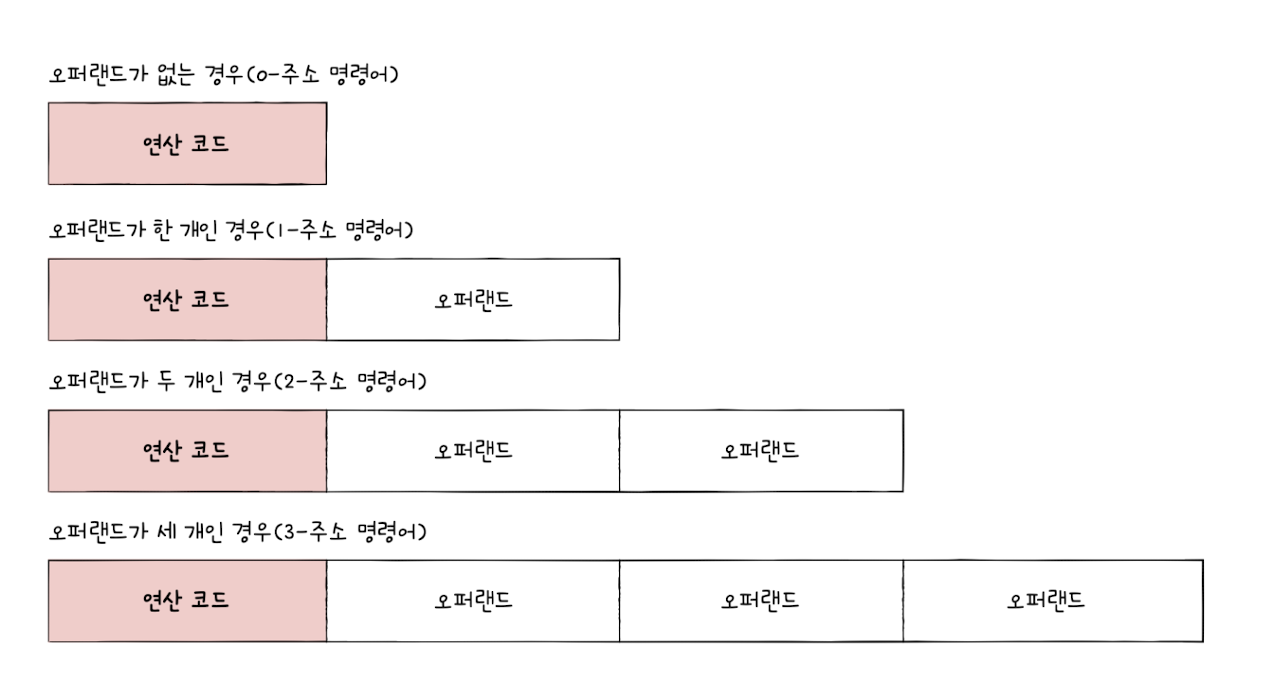 오퍼랜드가 없는 경우(0-주소 명령어)
연산 코드
오퍼랜드가 한 개인 경우(1-주소 명령어)
연산 코드 오퍼랜드
오퍼랜드가 두 개인 경우(2-주소 명령어)
연산 코드 오퍼랜드 오퍼랜드
오퍼랜드가 세 개인 경우(3-주소 명령어)
연산 코드 오퍼랜드 오퍼랜드 오퍼랜드